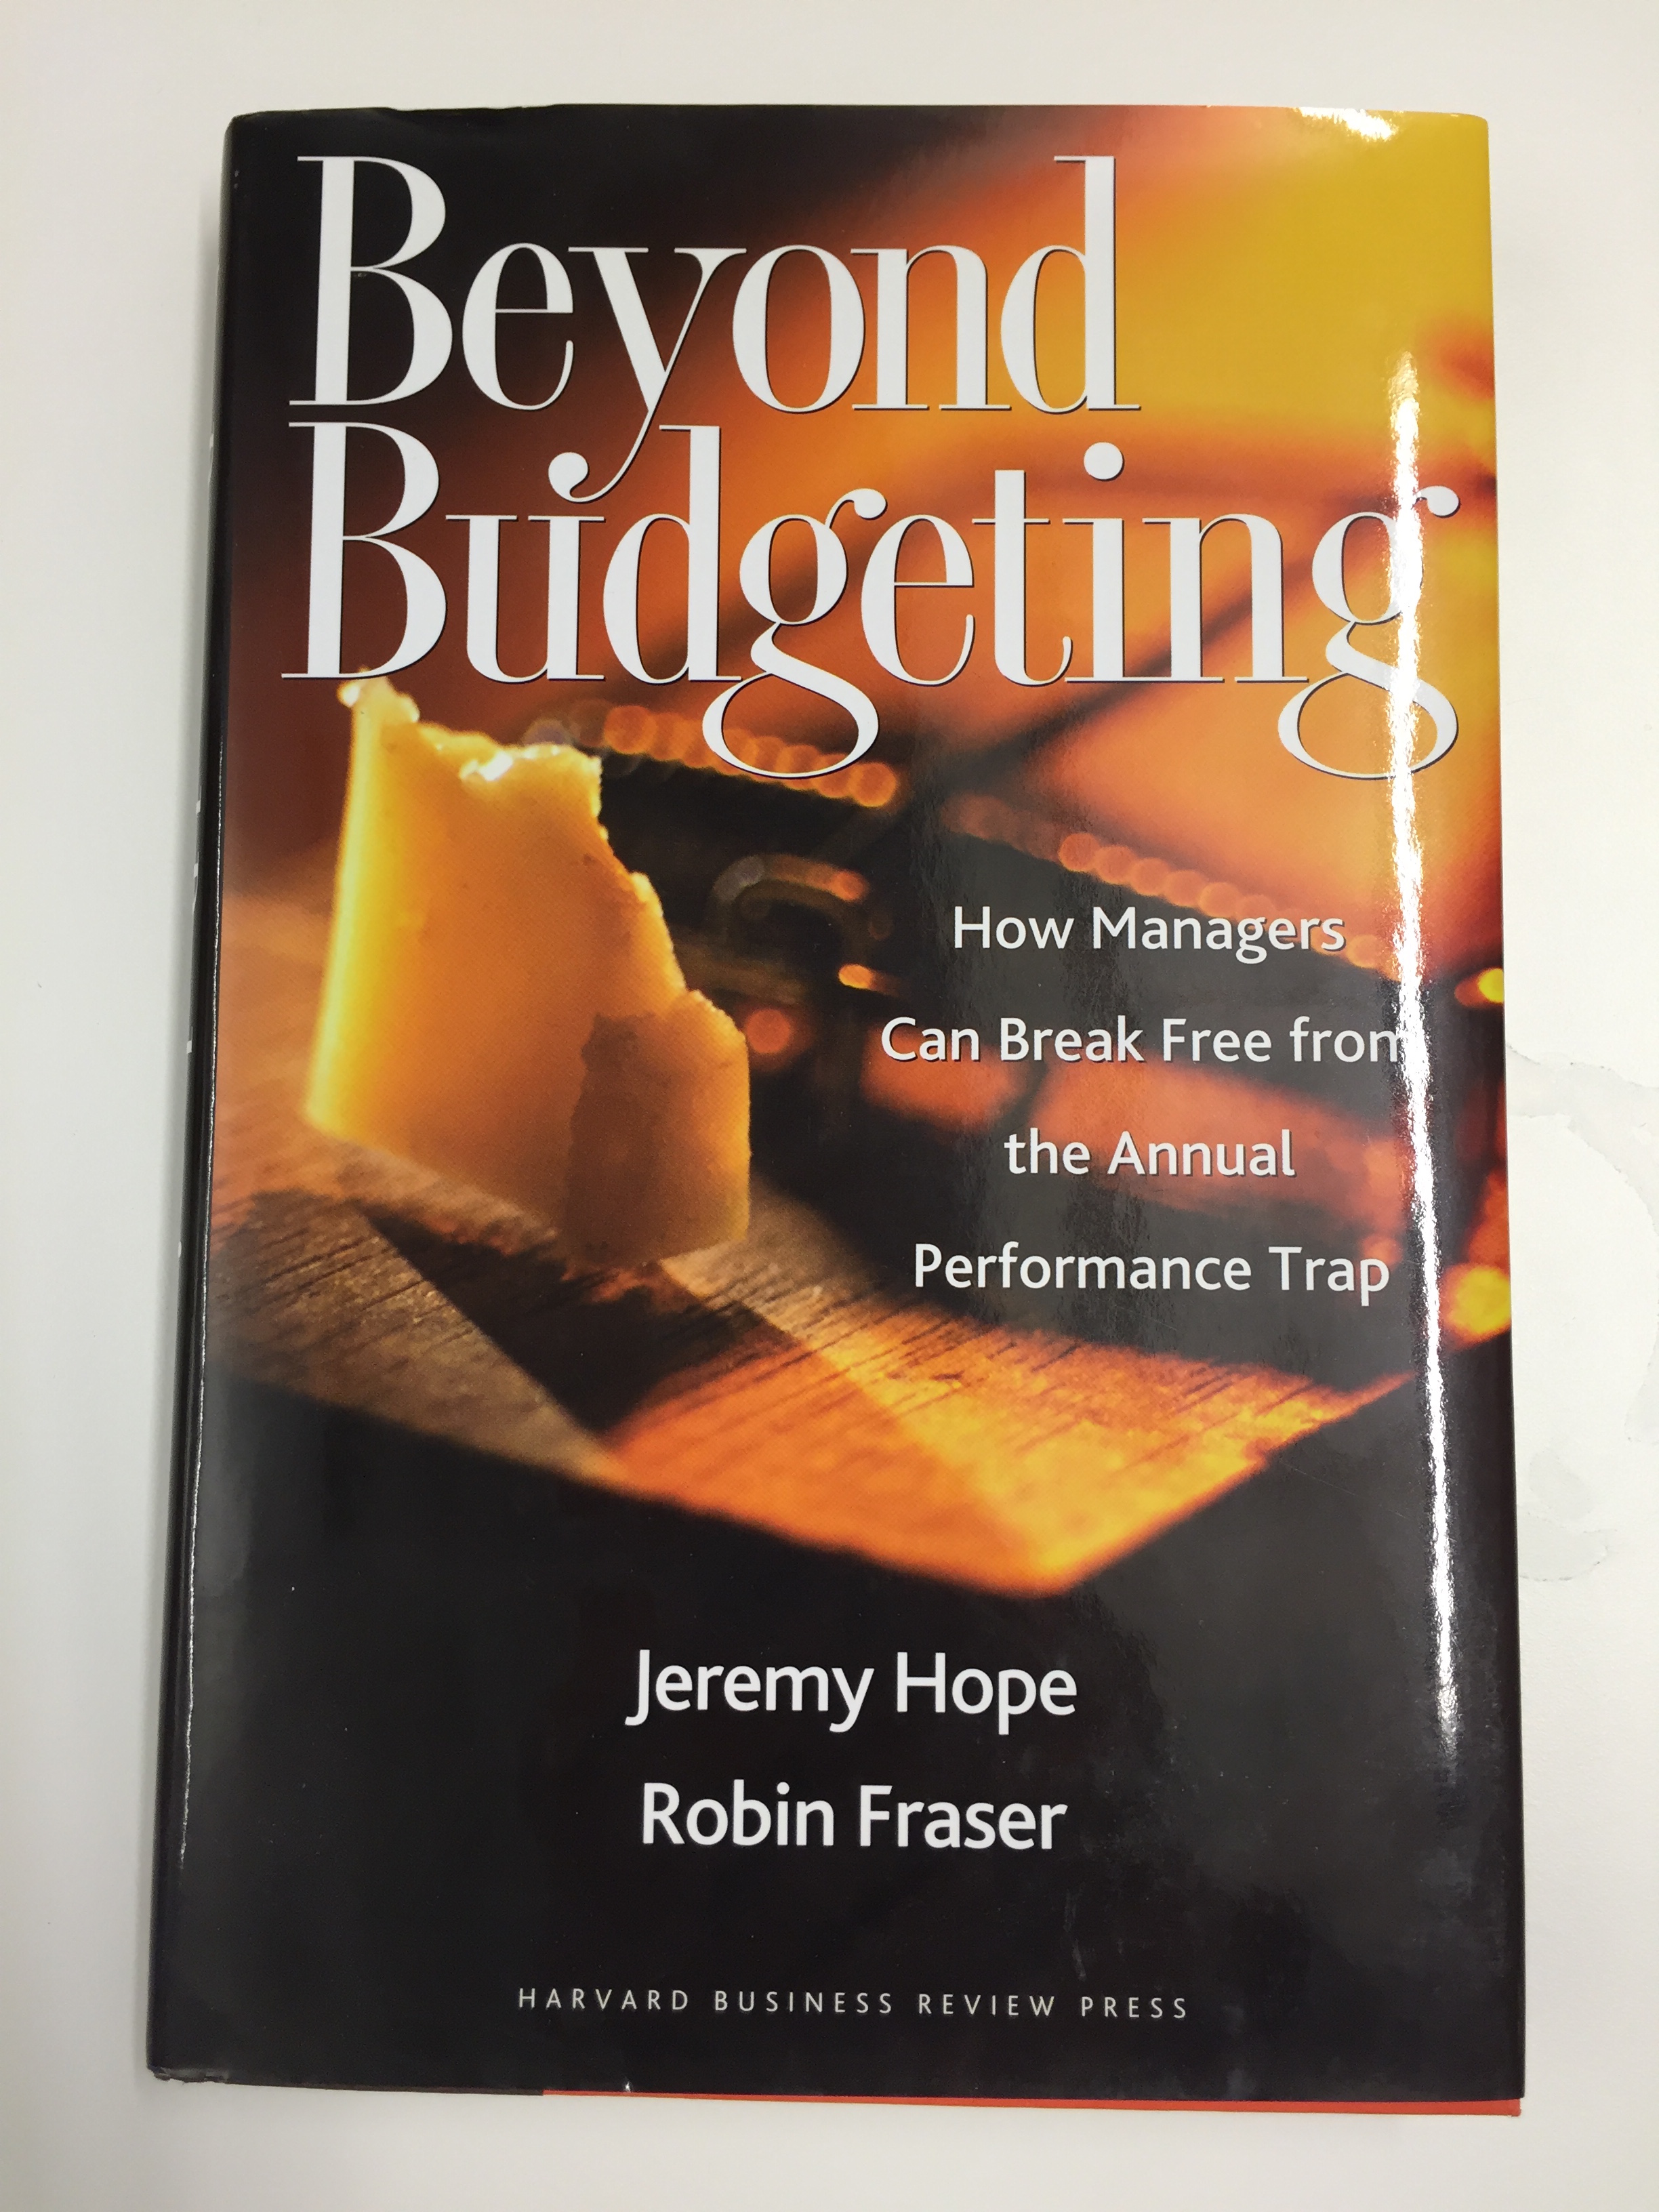 Beyond
Budgeting
How Managers
Can Break Free from
the Annual
Performance Trap
Jeremy Hope
Robin Fraser
HARVARD BUSINESS REVIEW PRESS